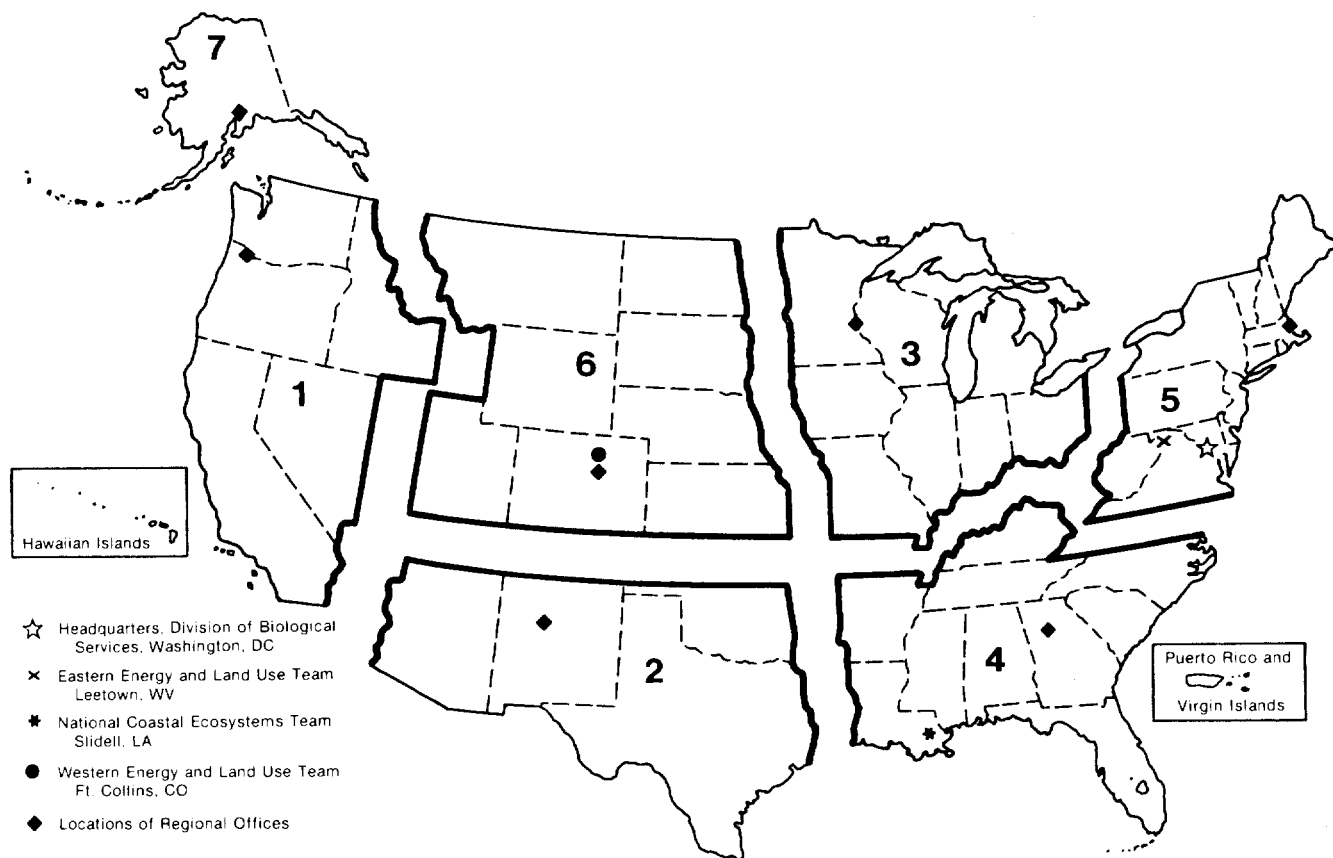 7
3
6
1
5
Hawaiian Islands
Headquarters, Division of Biological
Services, Washington, DC
Eastern Energy and Land Use Team
Leetown, WV
National Coastal Ecosystems Team
Slidell, LA
Western Energy and Land Use Team
Ft. Collins, CO
Locations of Regional Offices
2
4
Puerto Rico and
Virgin Islands